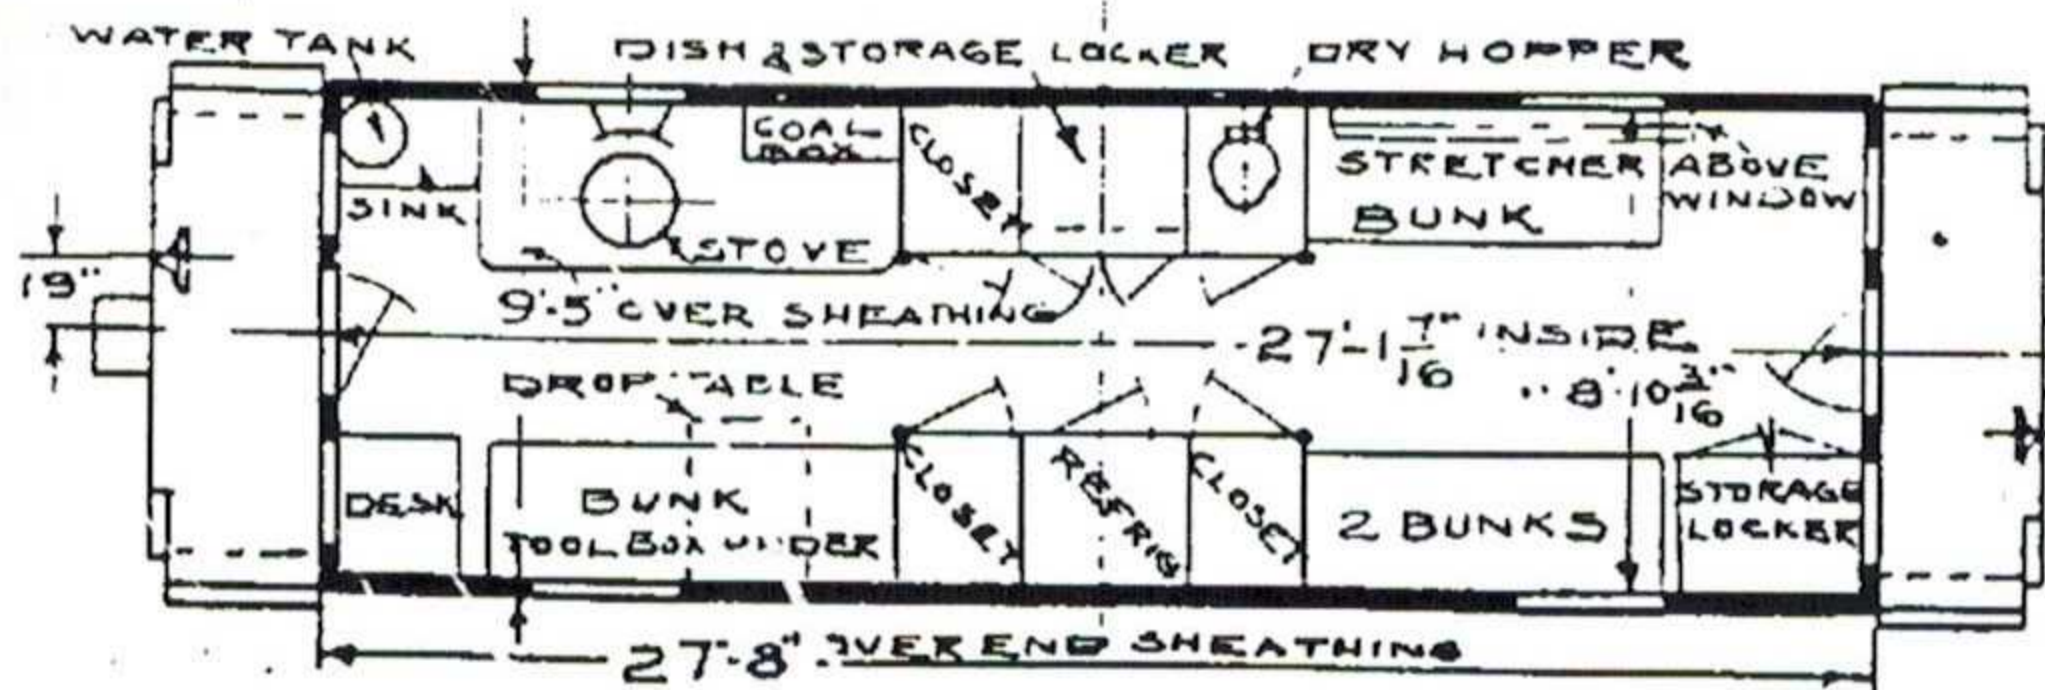 WATER TANK
DISH & STORAGE LOCKER
DRY HOPPER
COAL
BOX
CLOSET
STRETCHER
BUNK
ABOVE
WINDOW
SINK
STOVE
19"
9'-5" OVER SHEATHING
27'-1 7/16" INSIDE
" 8'-10 3/16"
DROP TABLE
DESK
BUNK
TOOL BOX UNDER
CLOSET
REFRIG
CLOSET
2 BUNKS
STORAGE
LOCKER
27'-8" OVER END SHEATHING